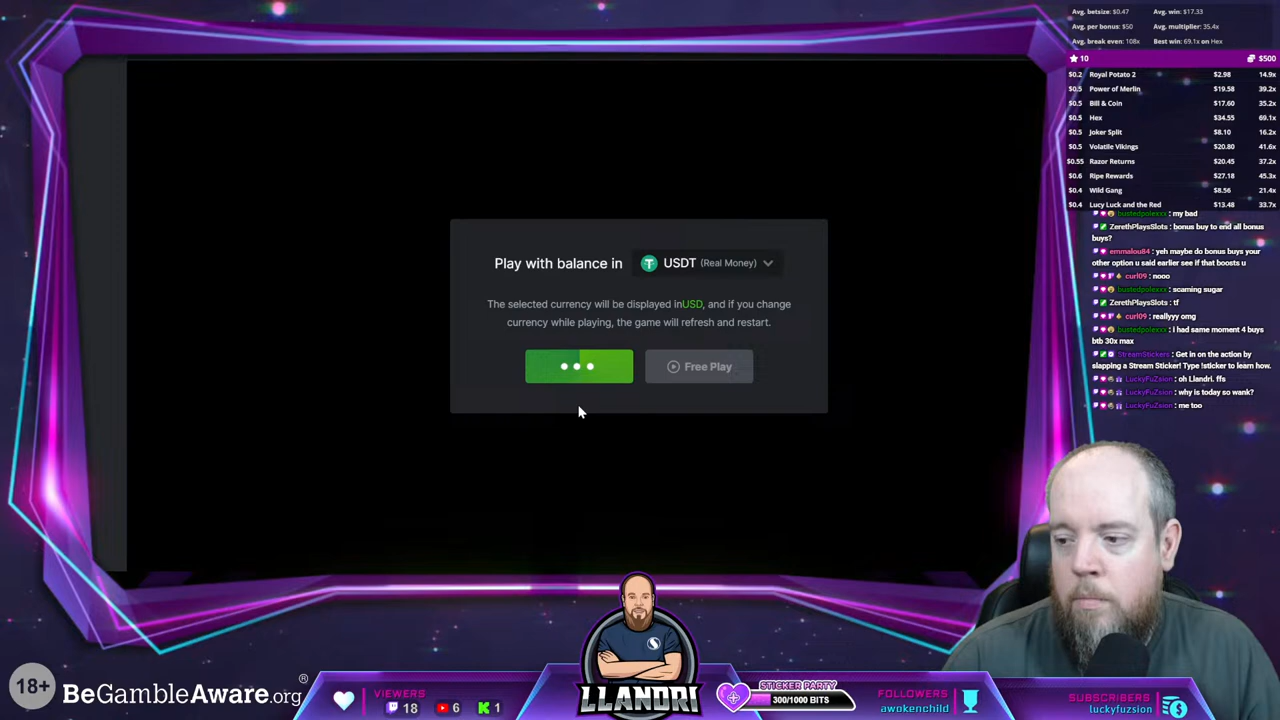 Avg. betsize: $0.47
Avg. win: $17.33
Avg. per bonus: $50
Avg. multiplier: 35.4x
Avg. break even: 108x
Best win: 69.1x on Hex
10
$500
$0.2 Royal Potato 2 $2.98 14.9x
$0.5 Power of Merlin $19.58 39.2x
$0.5 Bill & Coin $17.60 35.2x
$0.5 Hex $34.55 69.1x
$0.5 Joker Split $8.10 16.2x
$0.5 Volatile Vikings $20.80 41.6x
$0.55 Razor Returns $20.45 37.2x
$0.6 Ripe Rewards $27.18 45.3x
$0.4 Wild Gang $8.56 21.4x
$0.4 Lucy Luck and the Red $13.48 33.7x
bustedpolexxx : my bad
ZerethPlaysSlots : bonus buy to end all bonus
buys?
emmalou84 : yeh maybe do bonus buys your
other option u said earlier see if that boosts u
curl09 : nooo
bustedpolexxx : scaming sugar
ZerethPlaysSlots : tf
curl09 : reallyyy omg
bustedpolexxx : I had same moment 4 buys
btb 30x max
StreamStickers : Get in on the action by
slapping a Stream Sticker! Type !sticker to learn how.
LuckyFuZsion : oh Llandri. ffs
LuckyFuZsion : why is today so wank?
LuckyFuZsion : me too
Play with balance in USDT (Real Money)
The selected currency will be displayed inUSD, and if you change
currency while playing, the game will refresh and restart.
Free Play
18+
BeGambleAware.org ®
VIEWERS
18 6 1
LLANDRI
STICKER PARTY
300/1000 BITS
FOLLOWERS
awokenchild
SUBSCRIBERS
luckyfuzsion